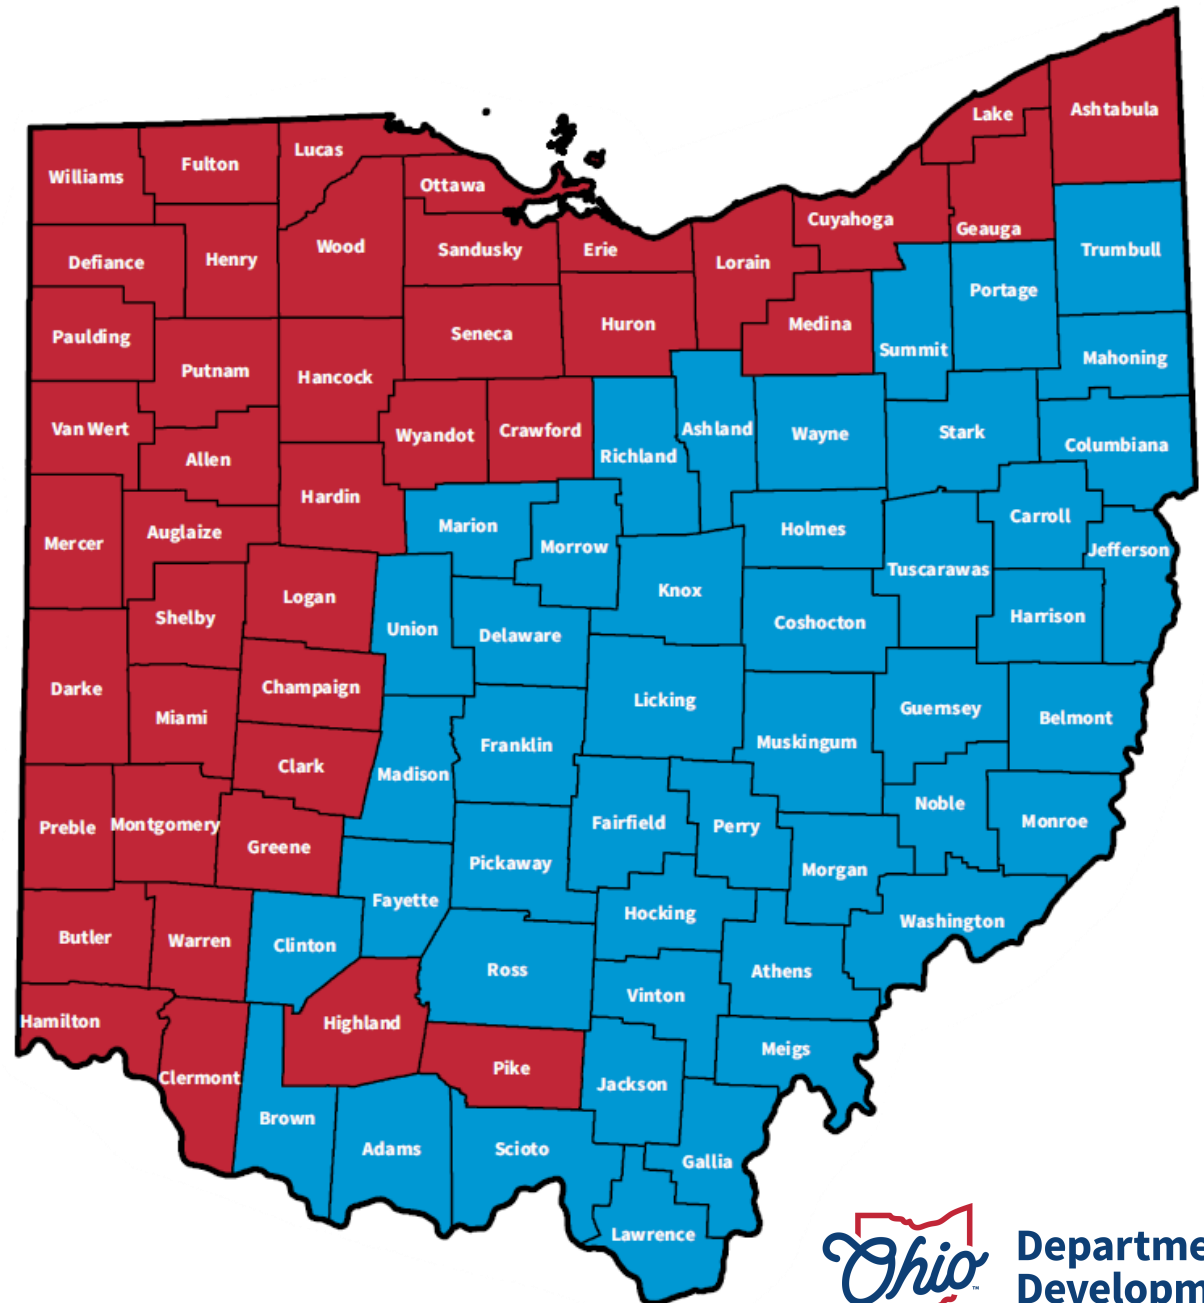 Ashtabula
Lake
Lucas
Fulton
Williams
Ottawa
Cuyahoga
Geauga
Wood
Sandusky
Erie
Trumbull
Henry
Defiance
Lorain
Portage
Huron
Medina
Seneca
Paulding
Summit
Mahoning
Putnam
Hancock
Van Wert
Wyandot
Crawford
Ashland
Wayne
Stark
Columbiana
Richland
Allen
Hardin
Marion
Carroll
Auglaize
Holmes
Mercer
Morrow
Jefferson
Tuscarawas
Logan
Knox
Shelby
Harrison
Union
Delaware
Coshocton
Darke
Champaign
Licking
Guernsey
Miami
Belmont
Franklin
Muskingum
Clark
Madison
Noble
Preble
Montgomery
Fairfield
Perry
Monroe
Greene
Pickaway
Morgan
Fayette
Hocking
Washington
Butler
Warren
Clinton
Ross
Athens
Vinton
Hamilton
Highland
Meigs
Pike
Clermont
Jackson
Brown
Adams
Scioto
Gallia
Lawrence
Ohio
Departme
Developm